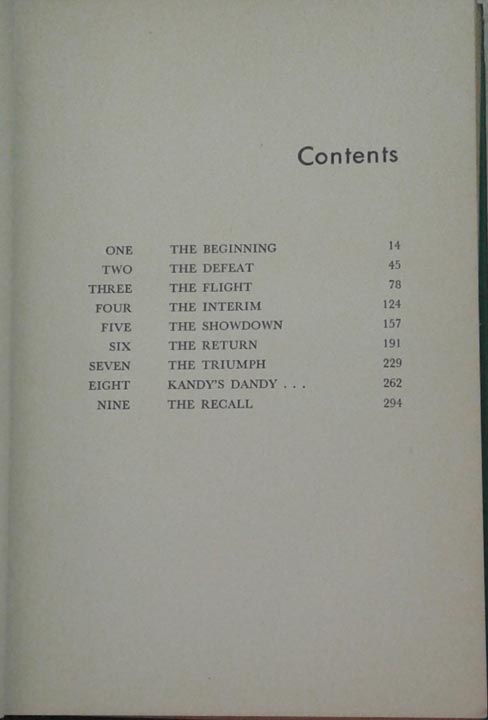 Contents
ONE THE BEGINNING 14
TWO THE DEFEAT 45
THREE THE FLIGHT 78
FOUR THE INTERIM 124
FIVE THE SHOWDOWN 157
SIX THE RETURN 191
SEVEN THE TRIUMPH 229
EIGHT KANDY'S DANDY . . . 262
NINE THE RECALL 294